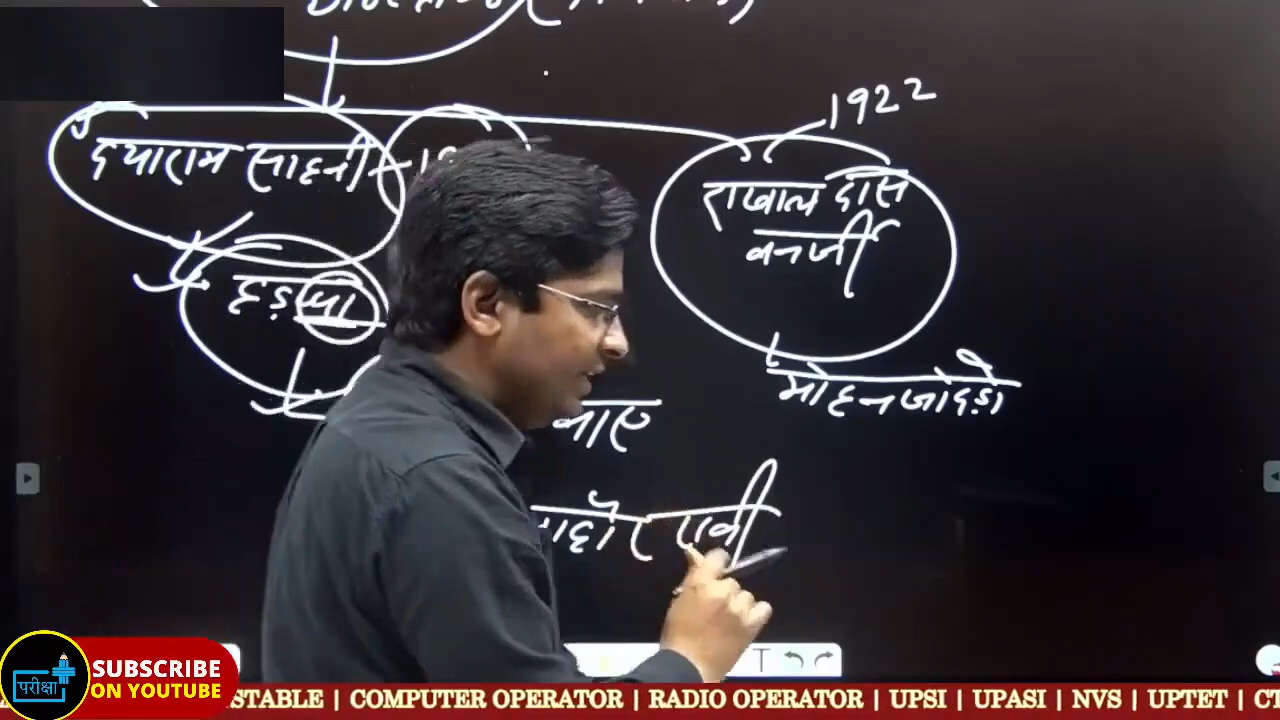 1922
दयाराम साहनी
राखाल दास
बनर्जी
हड़प्पा
मोहनजोदड़ो
रावी
परीक्षा
SUBSCRIBE
ON YOUTUBE
STABLE | COMPUTER OPERATOR | RADIO OPERATOR | UPSI | UPASI | NVS | UPTET | CT